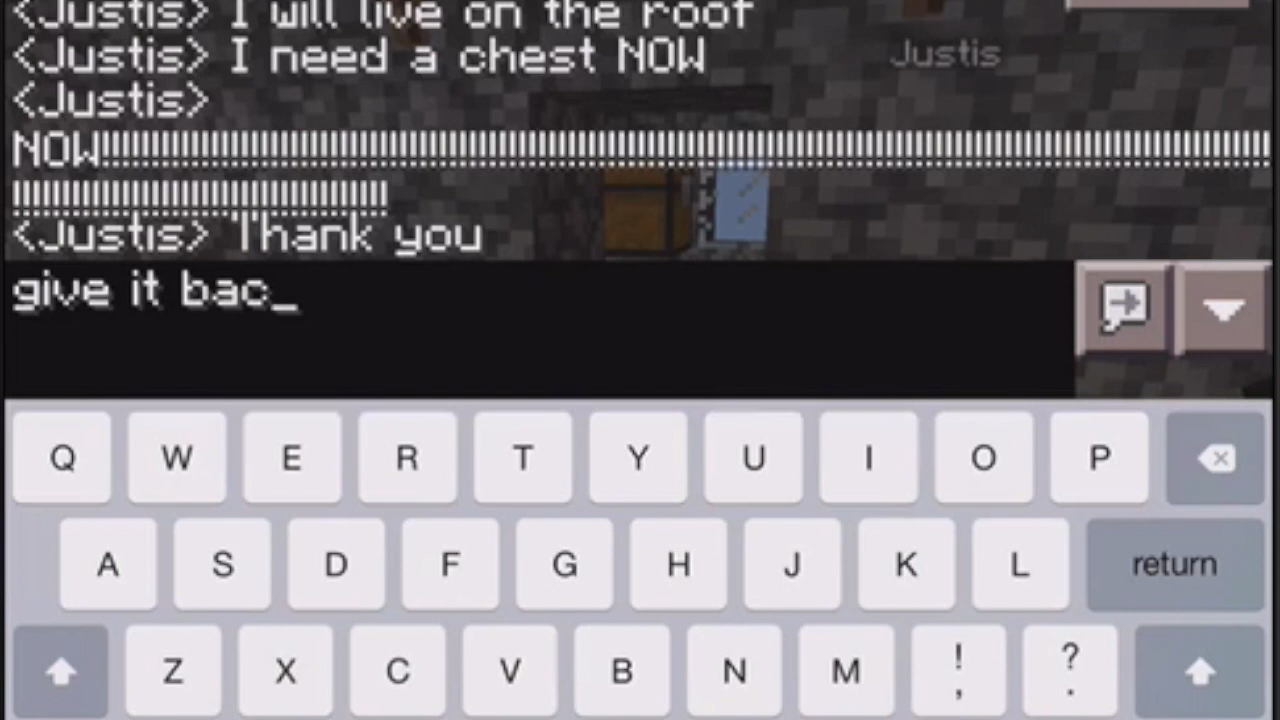 <Justis> I will live on the roof
<Justis> I need a chest NOW
Justis
<Justis>
NOW!!!!!!!!!!!!!!!!!!!!!!!!!!!!!!!!!!!!!!!!!!!!!!!!!!!!!!!!!!!!!!!!!!!!!!!!!!!!!!!!!!!!!!!!!!!!!!!!!!!!!!!!!!!!!!!!!!!!!
!!!!!!!!!!!!!!!!!!!!!!!!!!!!!!!!!!!!!
<Justis> Thank you
give it bac_
Q W E R T Y U I O P
A S D F G H J K L return
Z X C V B N M ! , ? .